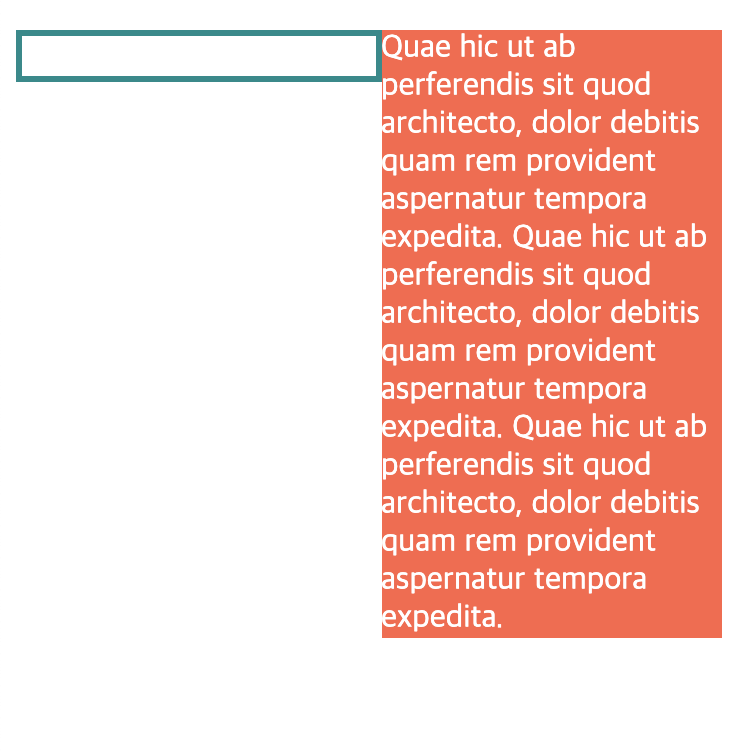 Quae hic ut ab
perferendis sit quod
architecto, dolor debitis
quam rem provident
aspernatur tempora
expedita. Quae hic ut ab
perferendis sit quod
architecto, dolor debitis
quam rem provident
aspernatur tempora
expedita. Quae hic ut ab
perferendis sit quod
architecto, dolor debitis
quam rem provident
aspernatur tempora
expedita.